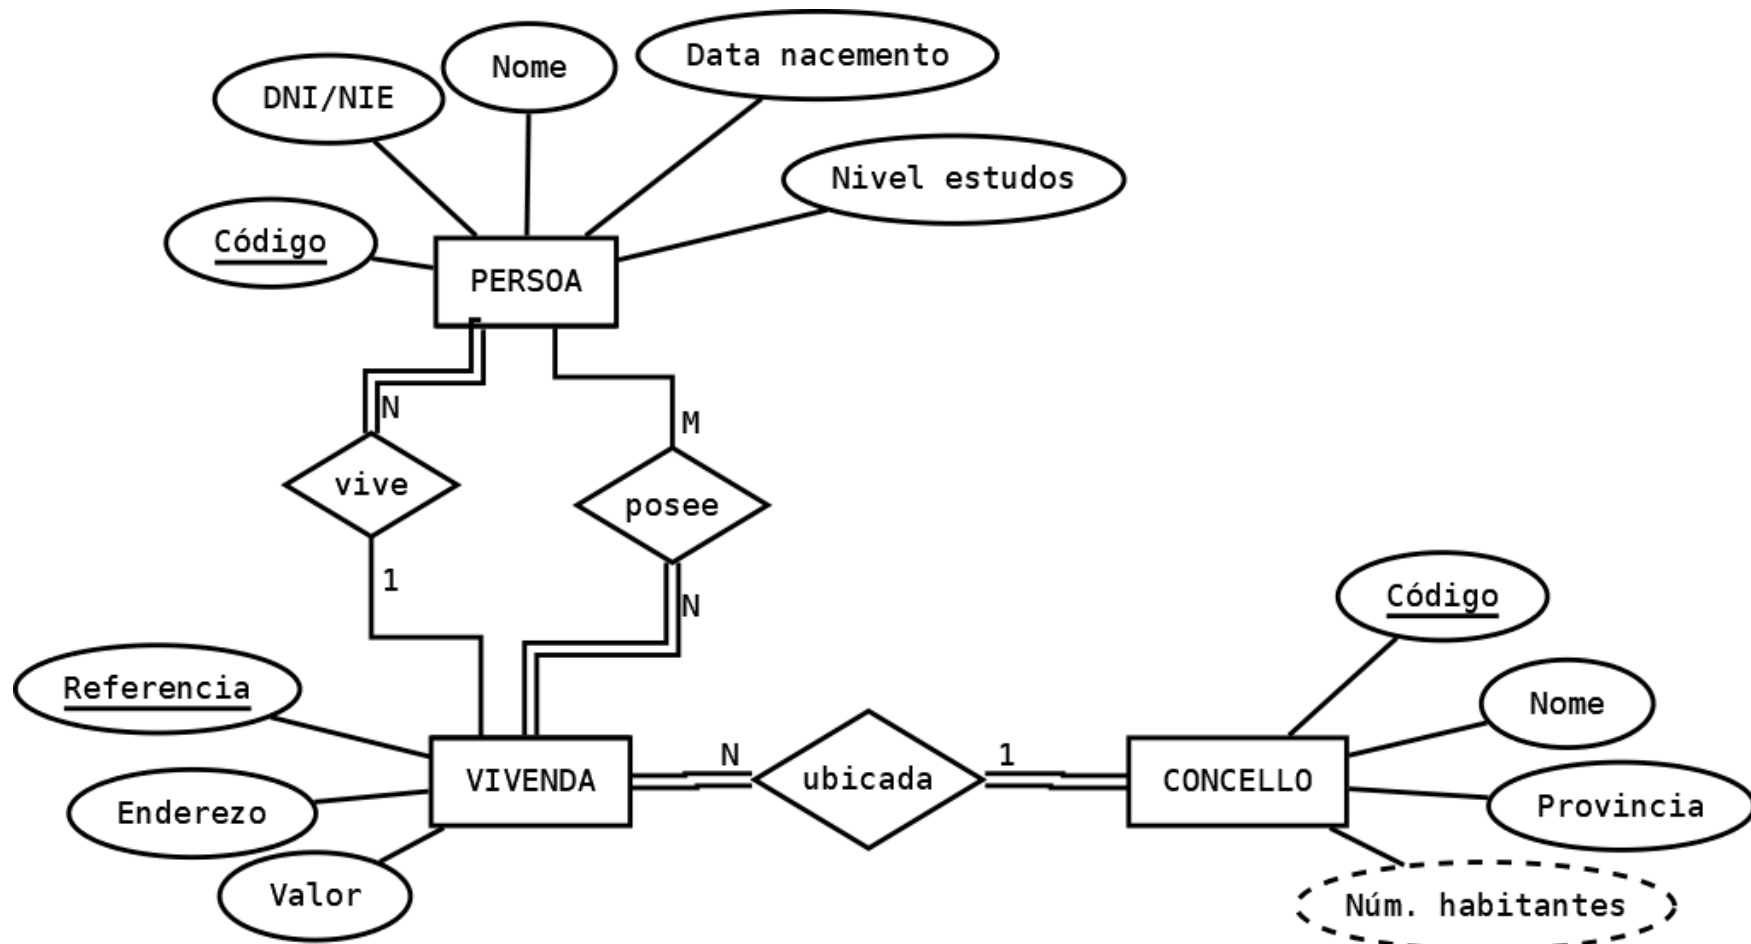 Nome
Data nacemento
DNI/NIE
Nivel estudos
Código
PERSOA
N
M
vive
posee
1
N
Código
Referencia
Nome
N
1
VIVENDA
ubicada
CONCELLO
Enderezo
Provincia
Valor
Núm. habitantes